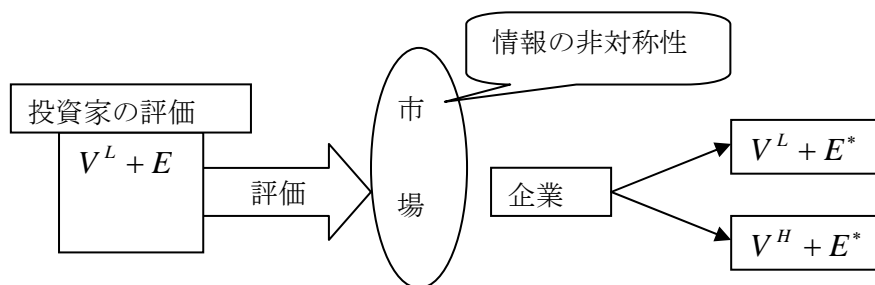 情報の非対称性
投資家の評価
V^L + E
評価
市
場
企業
V^L + E^*
V^H + E^*